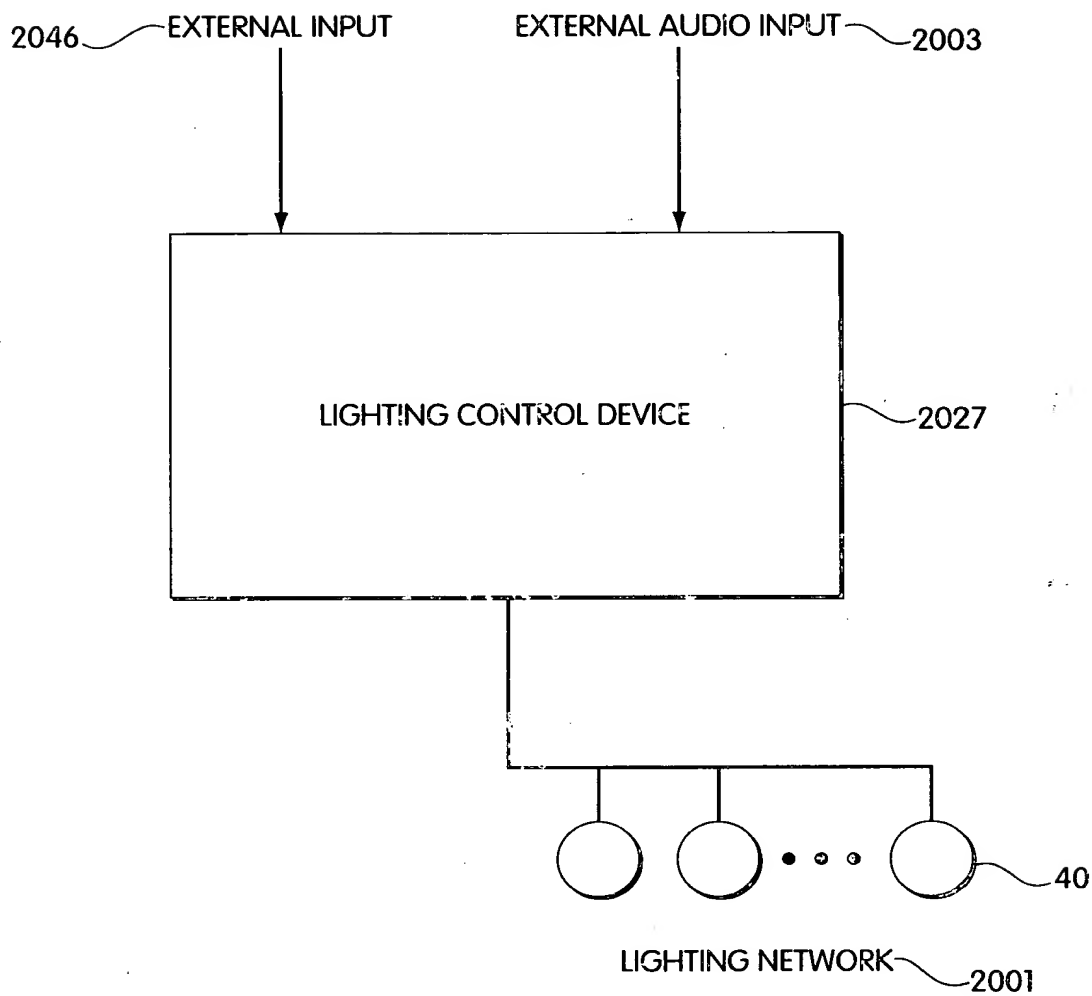 2046 EXTERNAL INPUT EXTERNAL AUDIO INPUT 2003
LIGHTING CONTROL DEVICE 2027
40
LIGHTING NETWORK 2001